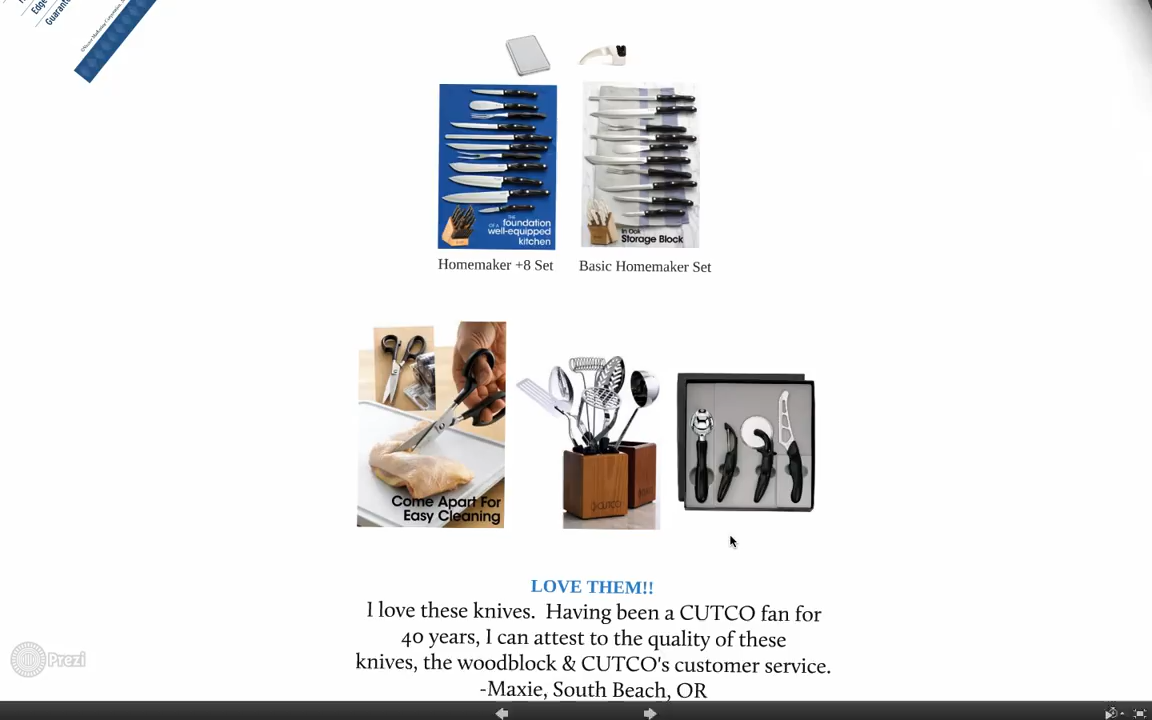 Edge
Guarant
THE
foundation
OF A
well-equipped
kitchen
In Oak
Storage Block
Homemaker +8 Set
Basic Homemaker Set
Come Apart For
Easy Cleaning
CUTCO
LOVE THEM!!
I love these knives. Having been a CUTCO fan for
40 years, I can attest to the quality of these
knives, the woodblock & CUTCO's customer service.
-Maxie, South Beach, OR
Prezi